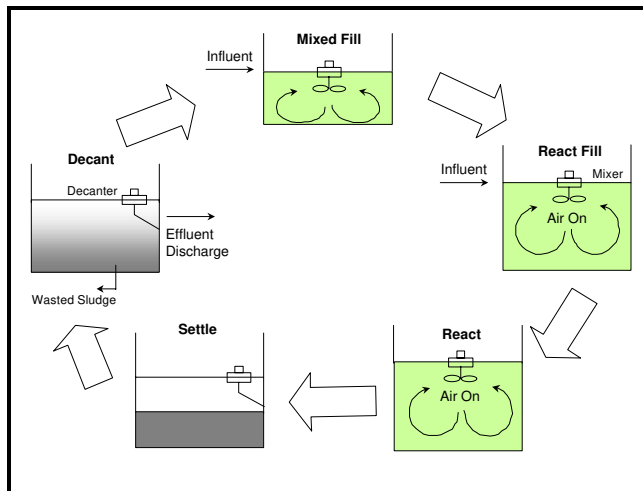 Mixed Fill
Influent
React Fill
Influent
Mixer
Air On
React
Air On
Settle
Decant
Decanter
Effluent
Discharge
Wasted Sludge